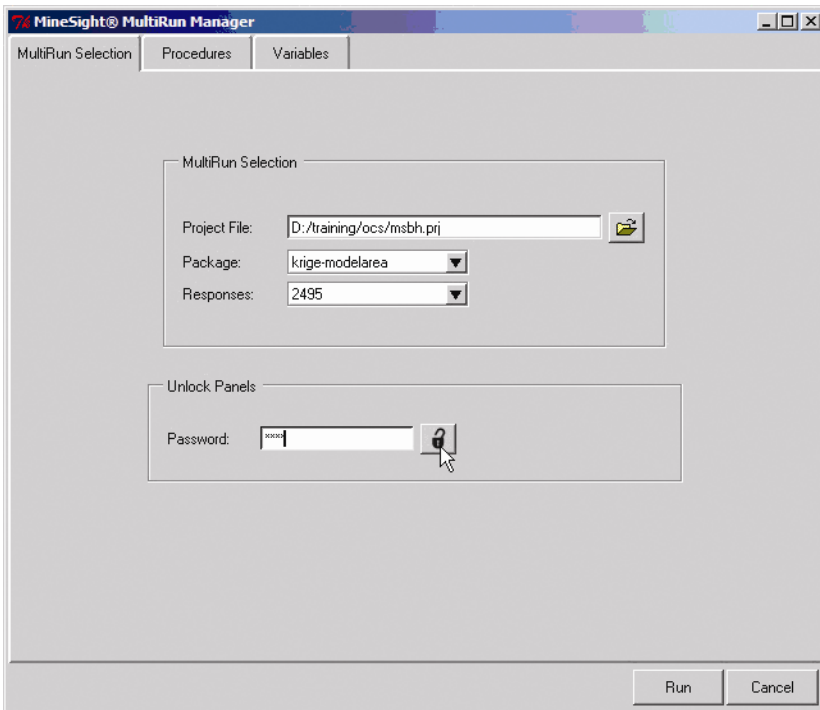 MineSight® MultiRun Manager
MultiRun Selection Procedures Variables
MultiRun Selection
Project File: D:/training/ocs/msbh.prj
Package: krige-modelarea
Responses: 2495
Unlock Panels
Password: ****
Run Cancel